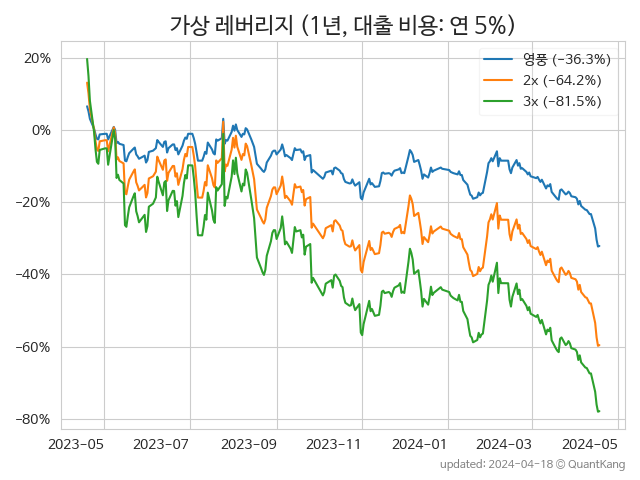 가상 레버리지 (1년, 대출 비용: 연 5%)
20%
0%
−20%
−40%
−60%
−80%
영풍 (−36.3%)
2x (−64.2%)
3x (−81.5%)
2023-05 2023-07 2023-09 2023-11 2024-01 2024-03 2024-05
updated: 2024-04-18 © QuantKang